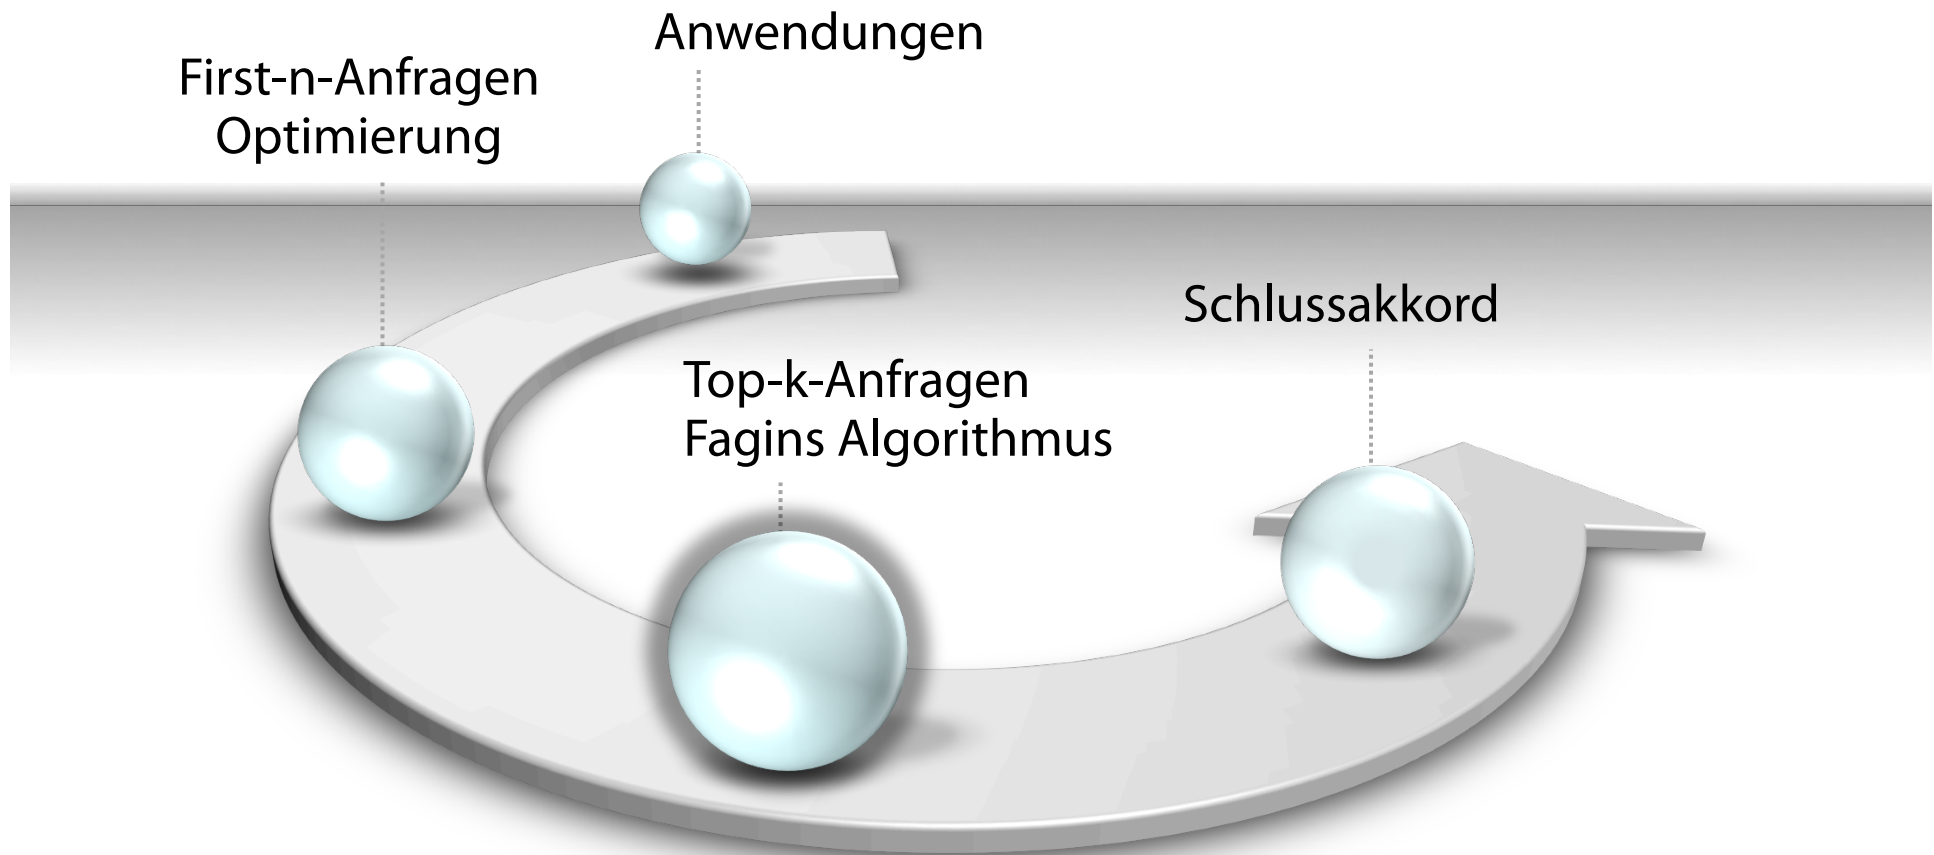 Anwendungen
First-n-Anfragen
Optimierung
Schlussakkord
Top-k-Anfragen
Fagins Algorithmus